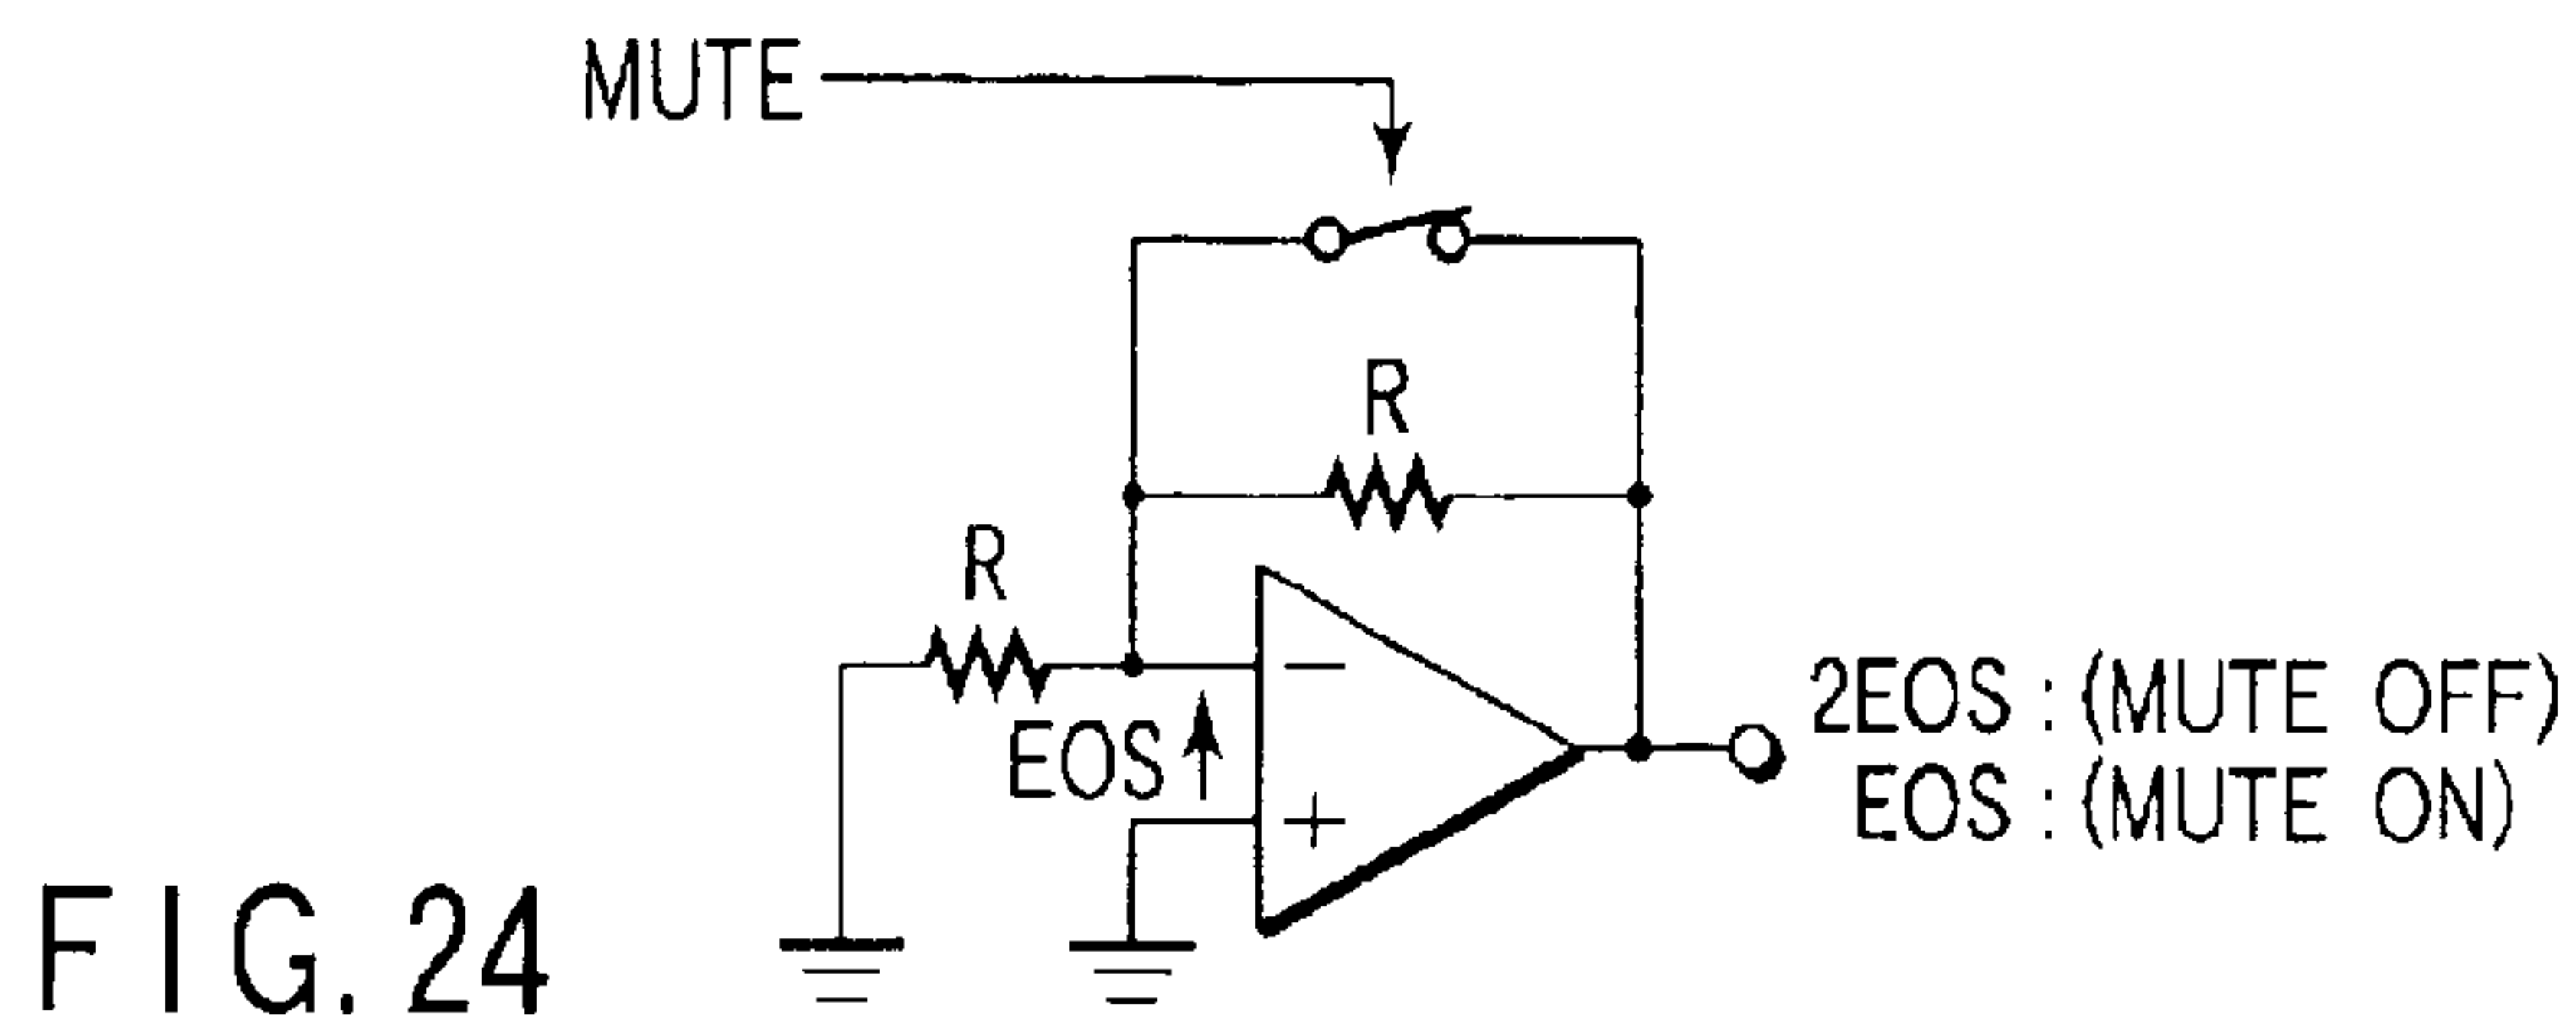 MUTE
R
R
EOS
−
+
2EOS : (MUTE OFF)
EOS : (MUTE ON)
FIG. 24